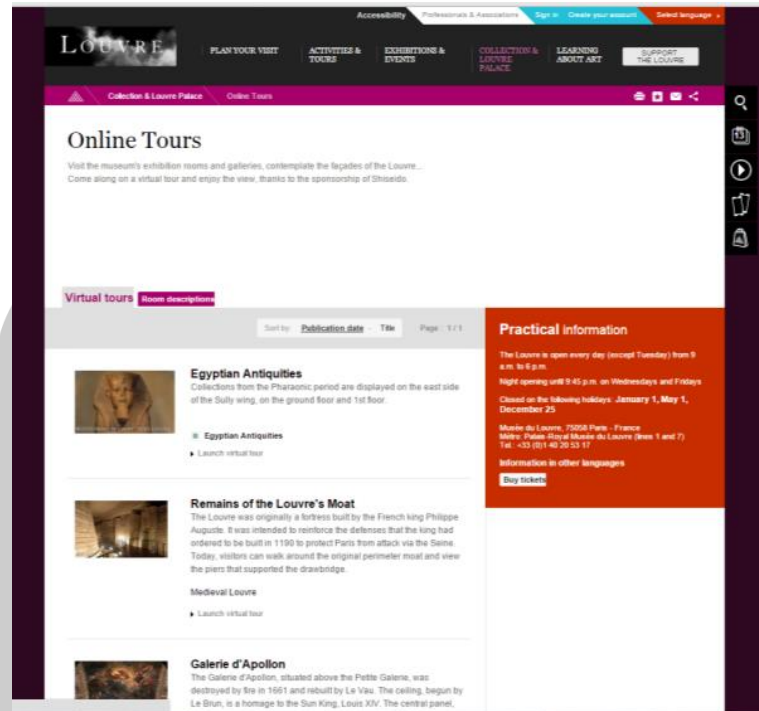 Accessibility
Professionals & Associations
Sign in
Create your account
Select language
LOUVRE
PLAN YOUR VISIT
ACTIVITIES &
TOURS
EXHIBITIONS &
EVENTS
COLLECTION &
LOUVRE
PALACE
LEARNING
ABOUT ART
SUPPORT
THE LOUVRE
Collection & Louvre Palace
Online Tours
13
Online Tours
Visit the museum's exhibition rooms and galleries, contemplate the façades of the Louvre...
Come along on a virtual tour and enjoy the view, thanks to the sponsorship of Shiseido.
Virtual tours
Room descriptions
Sort by: Publication date - Title Page : 1 / 1
Egyptian Antiquities
Collections from the Pharaonic period are displayed on the east side
of the Sully wing, on the ground floor and 1st floor.
Egyptian Antiquities
Launch virtual tour
Remains of the Louvre's Moat
The Louvre was originally a fortress built by the French king Philippe
Auguste. It was intended to reinforce the defenses that the king had
ordered to be built in 1190 to protect Paris from attack via the Seine.
Today, visitors can walk around the original perimeter moat and view
the piers that supported the drawbridge.
Medieval Louvre
Launch virtual tour
Galerie d'Apollon
The Galerie d'Apollon, situated above the Petite Galerie, was
destroyed by fire in 1661 and rebuilt by Le Vau. The ceiling, begun by
Le Brun, is a homage to the Sun King, Louis XIV. The central panel,
Practical information
The Louvre is open every day (except Tuesday) from 9
a.m. to 6 p.m.
Night opening until 9:45 p.m. on Wednesdays and Fridays
Closed on the following holidays: January 1, May 1,
December 25
Musée du Louvre, 75058 Paris - France
Métro: Palais-Royal Musée du Louvre (lines 1 and 7)
Tel.: +33 (0)1 40 20 53 17
Information in other languages
Buy tickets